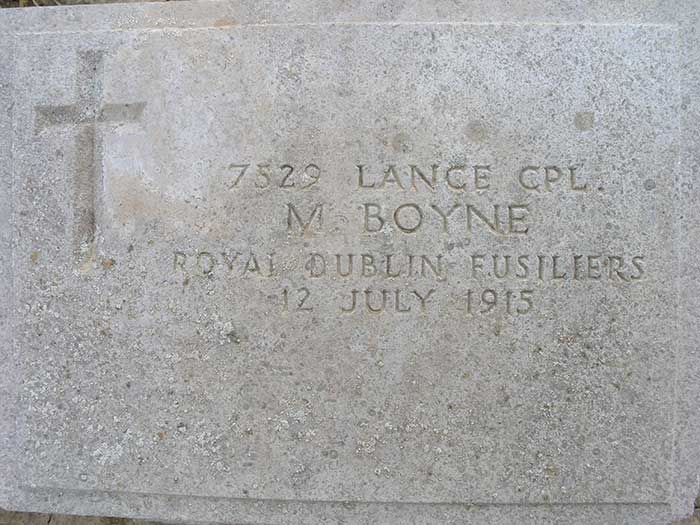 7529 LANCE CPL.
M. BOYNE
ROYAL DUBLIN FUSILIERS
12 JULY 1915